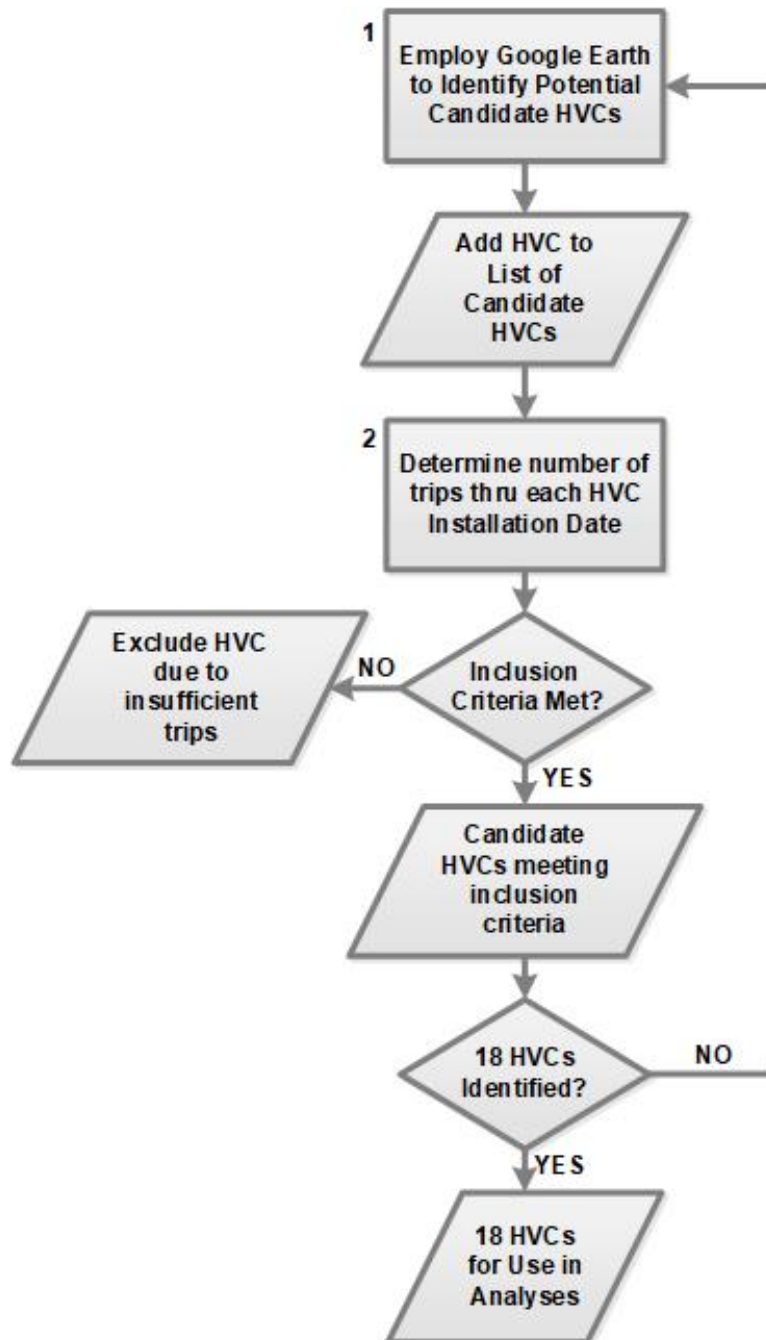 1
Employ Google Earth
to Identify Potential
Candidate HVCs
Add HVC to
List of
Candidate
HVCs
2
Determine number of
trips thru each HVC
Installation Date
Exclude HVC
due to
insufficient
trips
NO
Inclusion
Criteria Met?
YES
Candidate
HVCs meeting
inclusion
criteria
18 HVCs
Identified?
NO
YES
18 HVCs
for Use in
Analyses